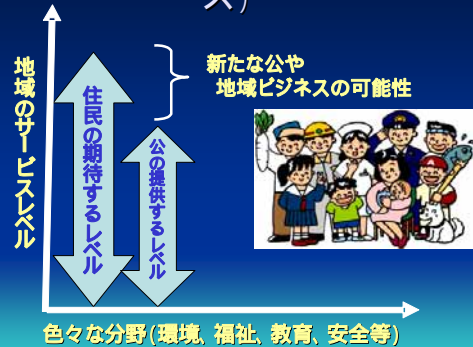 ス)
新たな公や
地域ビジネスの可能性
地域のサービスレベル
住民の期待するレベル
公の提供するレベル
色々な分野(環境、福祉、教育、安全等)